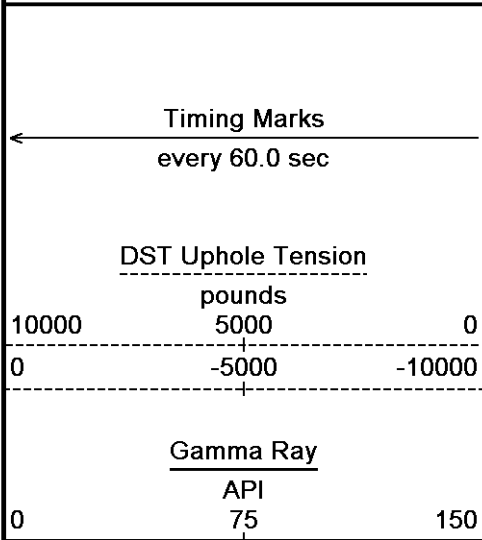 Timing Marks
every 60.0 sec
DST Uphole Tension
pounds
10000 5000 0
0 -5000 -10000
Gamma Ray
API
0 75 150